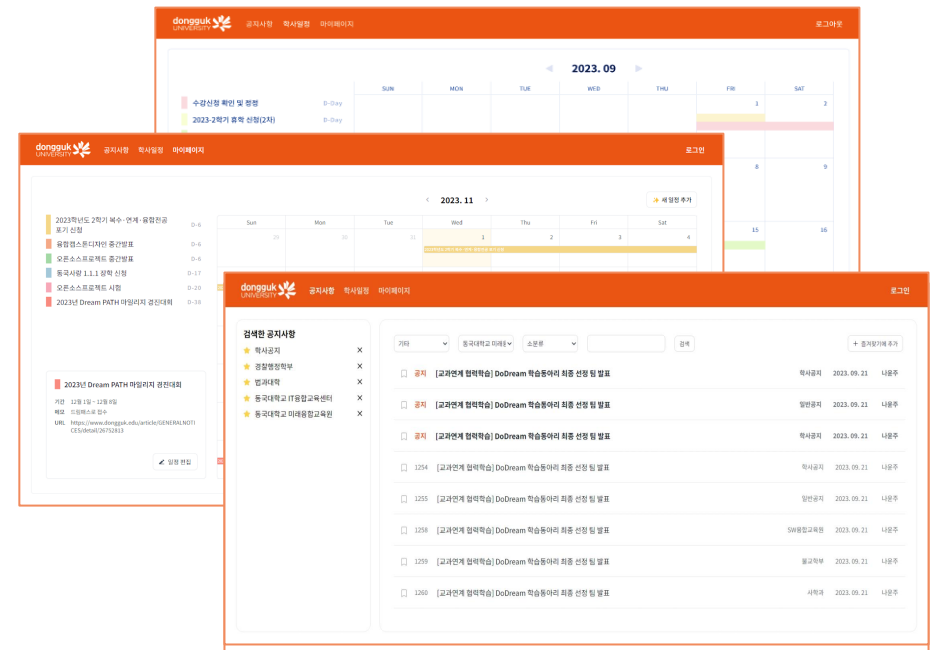 dongguk
UNIVERSITY
공지사항 학사일정 마이페이지
로그아웃
2023. 09
SUN MON TUE WED THU FRI SAT
수강신청 확인 및 정정 D-Day
2023-2학기 휴학 신청(2차) D-Day
1 2
8 9
15 16
dongguk
UNIVERSITY
공지사항 학사일정 마이페이지
로그인
2023. 11
새 일정 추가
Sun Mon Tue Wed Thu Fri Sat
29 30 31 1 2 3 4
2023학년도 2학기 복수·연계·융합전공
포기 신청 D-6
융합캡스톤디자인 중간발표 D-6
오픈소스프로젝트 중간발표 D-6
동국사랑 1.1.1 장학 신청 D-17
오픈소스프로젝트 시험 D-20
2023년 Dream PATH 마일리지 경진대회 D-38
2023년 Dream PATH 마일리지 경진대회
기간 12월 1일 ~ 12월 8일
메모 드림패스로 접수
URL https://www.dongguk.edu/article/GENERALNOTI
CES/detail/26752813
일정 편집
dongguk
UNIVERSITY
공지사항 학사일정 마이페이지
로그인
검색한 공지사항
학사공지 X
경찰행정학부 X
법과대학 X
동국대학교 IT융합교육센터 X
동국대학교 미래융합교육원 X
기타 동국대학교 미래융 소분류 검색
+ 즐겨찾기에 추가
공지 [교과연계 협력학습] DoDream 학습동아리 최종 선정 팀 발표 학사공지 2023. 09. 21 나윤주
공지 [교과연계 협력학습] DoDream 학습동아리 최종 선정 팀 발표 일반공지 2023. 09. 21 나윤주
공지 [교과연계 협력학습] DoDream 학습동아리 최종 선정 팀 발표 학사공지 2023. 09. 21 나윤주
1254 [교과연계 협력학습] DoDream 학습동아리 최종 선정 팀 발표 학사공지 2023. 09. 21 나윤주
1255 [교과연계 협력학습] DoDream 학습동아리 최종 선정 팀 발표 일반공지 2023. 09. 21 나윤주
1258 [교과연계 협력학습] DoDream 학습동아리 최종 선정 팀 발표 SW융합교육원 2023. 09. 21 나윤주
1259 [교과연계 협력학습] DoDream 학습동아리 최종 선정 팀 발표 불교학부 2023. 09. 21 나윤주
1260 [교과연계 협력학습] DoDream 학습동아리 최종 선정 팀 발표 사학과 2023. 09. 21 나윤주